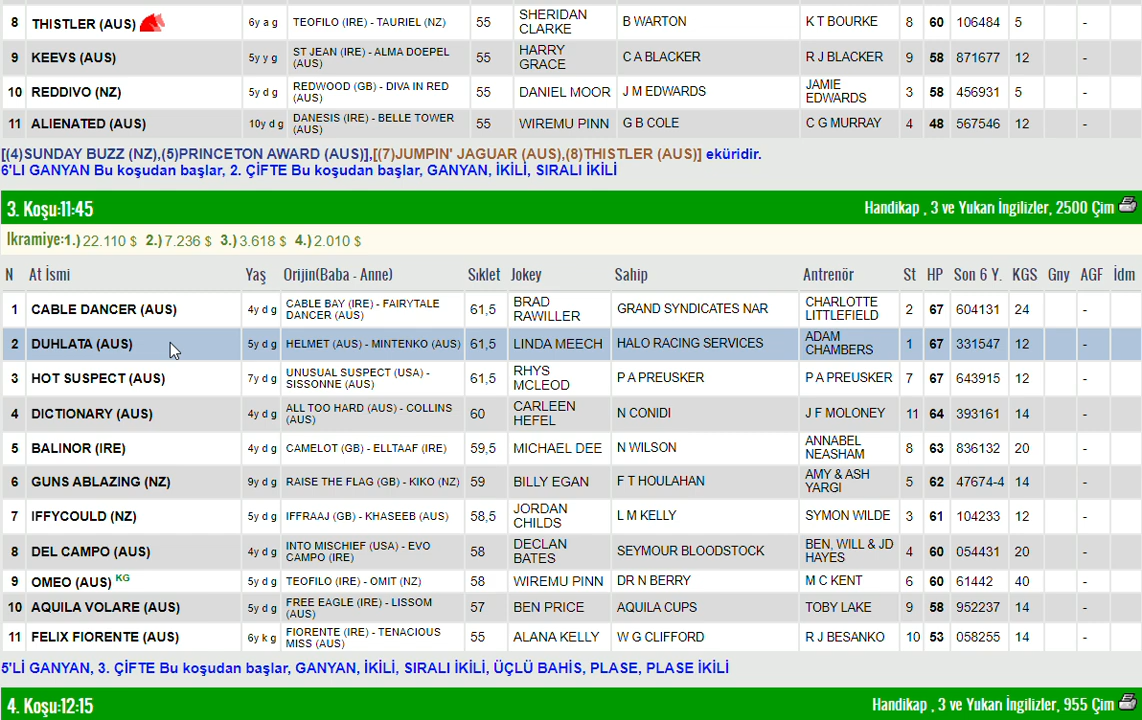 8 THISTLER (AUS) 6y a g TEOFILO (IRE) - TAURIEL (NZ) 55 SHERIDAN CLARKE B WARTON K T BOURKE 8 60 106484 5 -
9 KEEVS (AUS) 5y y g ST JEAN (IRE) - ALMA DOEPEL (AUS) 55 HARRY GRACE C A BLACKER R J BLACKER 9 58 871677 12 -
10 REDDIVO (NZ) 5y d g REDWOOD (GB) - DIVA IN RED (AUS) 55 DANIEL MOOR J M EDWARDS JAMIE EDWARDS 3 58 456931 5 -
11 ALIENATED (AUS) 10y d g DANESIS (IRE) - BELLE TOWER (AUS) 55 WIREMU PINN G B COLE C G MURRAY 4 48 567546 12 -
[(4)SUNDAY BUZZ (NZ),(5)PRINCETON AWARD (AUS)],[(7)JUMPIN' JAGUAR (AUS),(8)THISTLER (AUS)] eküridir.
6'LI GANYAN Bu koşudan başlar, 2. ÇİFTE Bu koşudan başlar, GANYAN, İKİLİ, SIRALI İKİLİ
3. Koşu:11:45 Handikap , 3 ve Yukarı İngilizler, 2500 Çim
Ikramiye:1.) 22.110 $ 2.) 7.236 $ 3.) 3.618 $ 4.) 2.010 $
N At İsmi Yaş Orijin(Baba - Anne) Sıklet Jokey Sahip Antrenör St HP Son 6 Y. KGS Gny AGF İdm
1 CABLE DANCER (AUS) 4y d g CABLE BAY (IRE) - FAIRYTALE DANCER (AUS) 61,5 BRAD RAWILLER GRAND SYNDICATES NAR CHARLOTTE LITTLEFIELD 2 67 604131 24 -
2 DUHLATA (AUS) 5y d g HELMET (AUS) - MINTENKO (AUS) 61,5 LINDA MEECH HALO RACING SERVICES ADAM CHAMBERS 1 67 331547 12 -
3 HOT SUSPECT (AUS) 7y d g UNUSUAL SUSPECT (USA) - SISSONNE (AUS) 61,5 RHYS MCLEOD P A PREUSKER P A PREUSKER 7 67 643915 12 -
4 DICTIONARY (AUS) 4y d g ALL TOO HARD (AUS) - COLLINS (AUS) 60 CARLEEN HEFEL N CONIDI J F MOLONEY 11 64 393161 14 -
5 BALINOR (IRE) 4y d g CAMELOT (GB) - ELLTAAF (IRE) 59,5 MICHAEL DEE N WILSON ANNABEL NEASHAM 8 63 836132 20 -
6 GUNS ABLAZING (NZ) 9y d g RAISE THE FLAG (GB) - KIKO (NZ) 59 BILLY EGAN F T HOULAHAN AMY & ASH YARGI 5 62 47674-4 14 -
7 IFFYCOULD (NZ) 5y d g IFFRAAJ (GB) - KHASEEB (AUS) 58,5 JORDAN CHILDS L M KELLY SYMON WILDE 3 61 104233 12 -
8 DEL CAMPO (AUS) 4y d g INTO MISCHIEF (USA) - EVO CAMPO (IRE) 58 DECLAN BATES SEYMOUR BLOODSTOCK BEN, WILL & JD HAYES 4 60 054431 20 -
9 OMEO (AUS) KG 5y d g TEOFILO (IRE) - OMIT (NZ) 58 WIREMU PINN DR N BERRY M C KENT 6 60 61442 40 -
10 AQUILA VOLARE (AUS) 5y d g FREE EAGLE (IRE) - LISSOM (AUS) 57 BEN PRICE AQUILA CUPS TOBY LAKE 9 58 952237 14 -
11 FELIX FIORENTE (AUS) 6y k g FIORENTE (IRE) - TENACIOUS MISS (AUS) 55 ALANA KELLY W G CLIFFORD R J BESANKO 10 53 058255 14 -
5'Lİ GANYAN, 3. ÇİFTE Bu koşudan başlar, GANYAN, İKİLİ, SIRALI İKİLİ, ÜÇLÜ BAHİS, PLASE, PLASE İKİLİ
4. Koşu:12:15 Handikap , 3 ve Yukarı İngilizler, 955 Çim